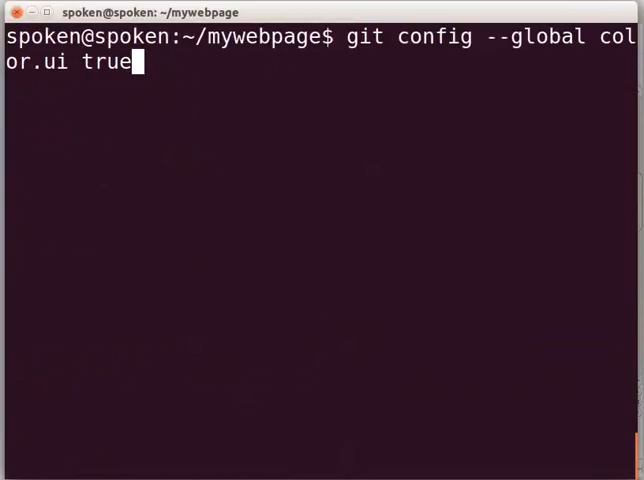 spoken@spoken: ~/mywebpage
spoken@spoken:~/mywebpage$ git config --global col
or.ui true